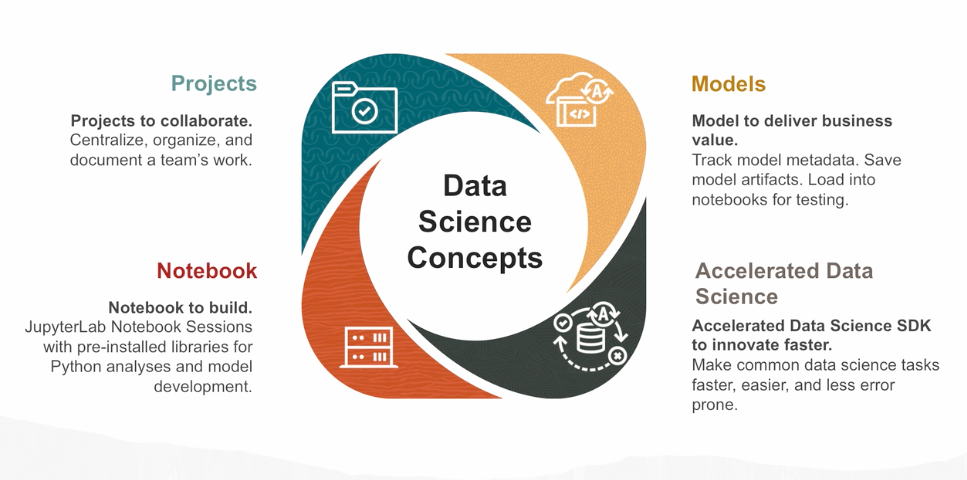 Projects
Projects to collaborate.
Centralize, organize, and
document a team's work.
Models
Model to deliver business
value.
Track model metadata. Save
model artifacts. Load into
notebooks for testing.
A
</>
Data
Science
Concepts
Notebook
Notebook to build.
JupyterLab Notebook Sessions
with pre-installed libraries for
Python analyses and model
development.
Accelerated Data
Science
Accelerated Data Science SDK
to innovate faster.
Make common data science tasks
faster, easier, and less error
prone.
A